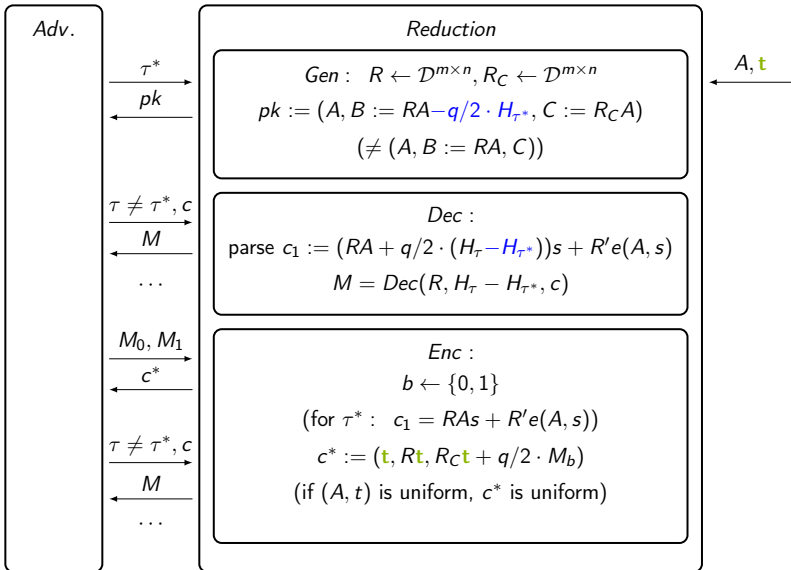 Adv.
Reduction
τ*
pk
Gen : R ← 𝒟^{m×n}, R_C ← 𝒟^{m×n}
pk := (A, B := RA−q/2 · H_{τ*}, C := R_C A)
(≠ (A, B := RA, C))
A, t
τ ≠ τ*, c
M
...
Dec :
parse c_1 := (RA + q/2 · (H_τ−H_{τ*}))s + R′e(A, s)
M = Dec(R, H_τ − H_{τ*}, c)
M_0, M_1
c*
Enc :
b ← {0, 1}
(for τ* : c_1 = RAs + R′e(A, s))
c* := (t, Rt, R_C t + q/2 · M_b)
(if (A, t) is uniform, c* is uniform)
τ ≠ τ*, c
M
...